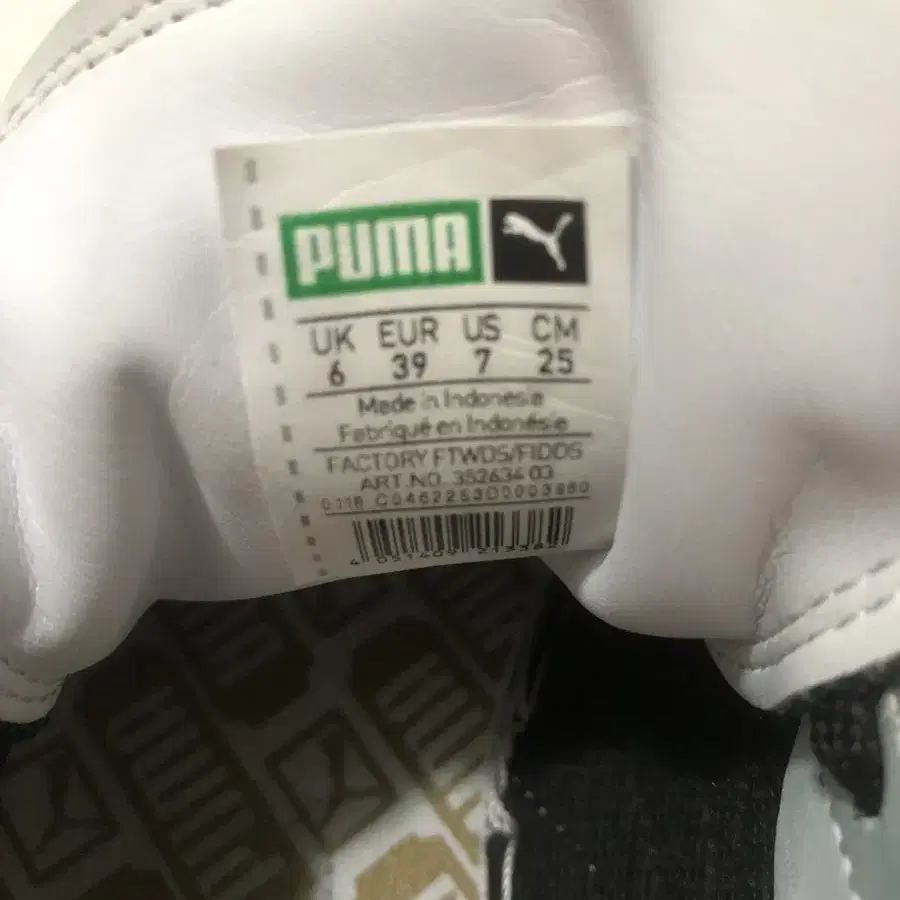 PUMA
UK EUR US CM
6 39 7 25
Made in Indonesia
Fabriqué en Indonésie
FACTORY FTWDS/FIDDS
ART.NO. 352634 03